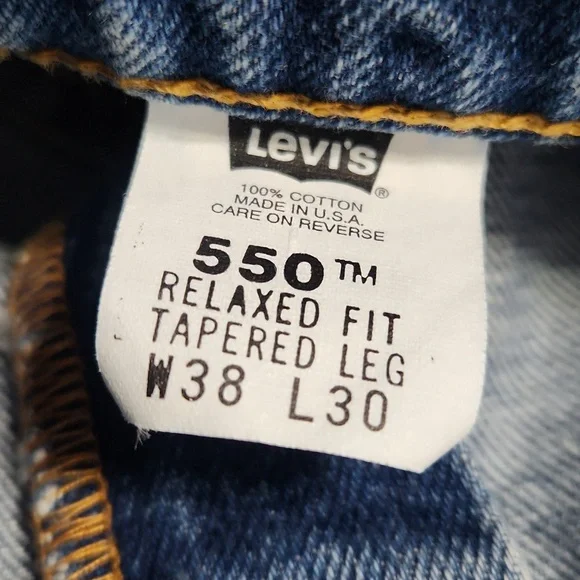 Levi's
®
100% COTTON
MADE IN U.S.A.
CARE ON REVERSE
550™
RELAXED FIT
TAPERED LEG
W38 L30